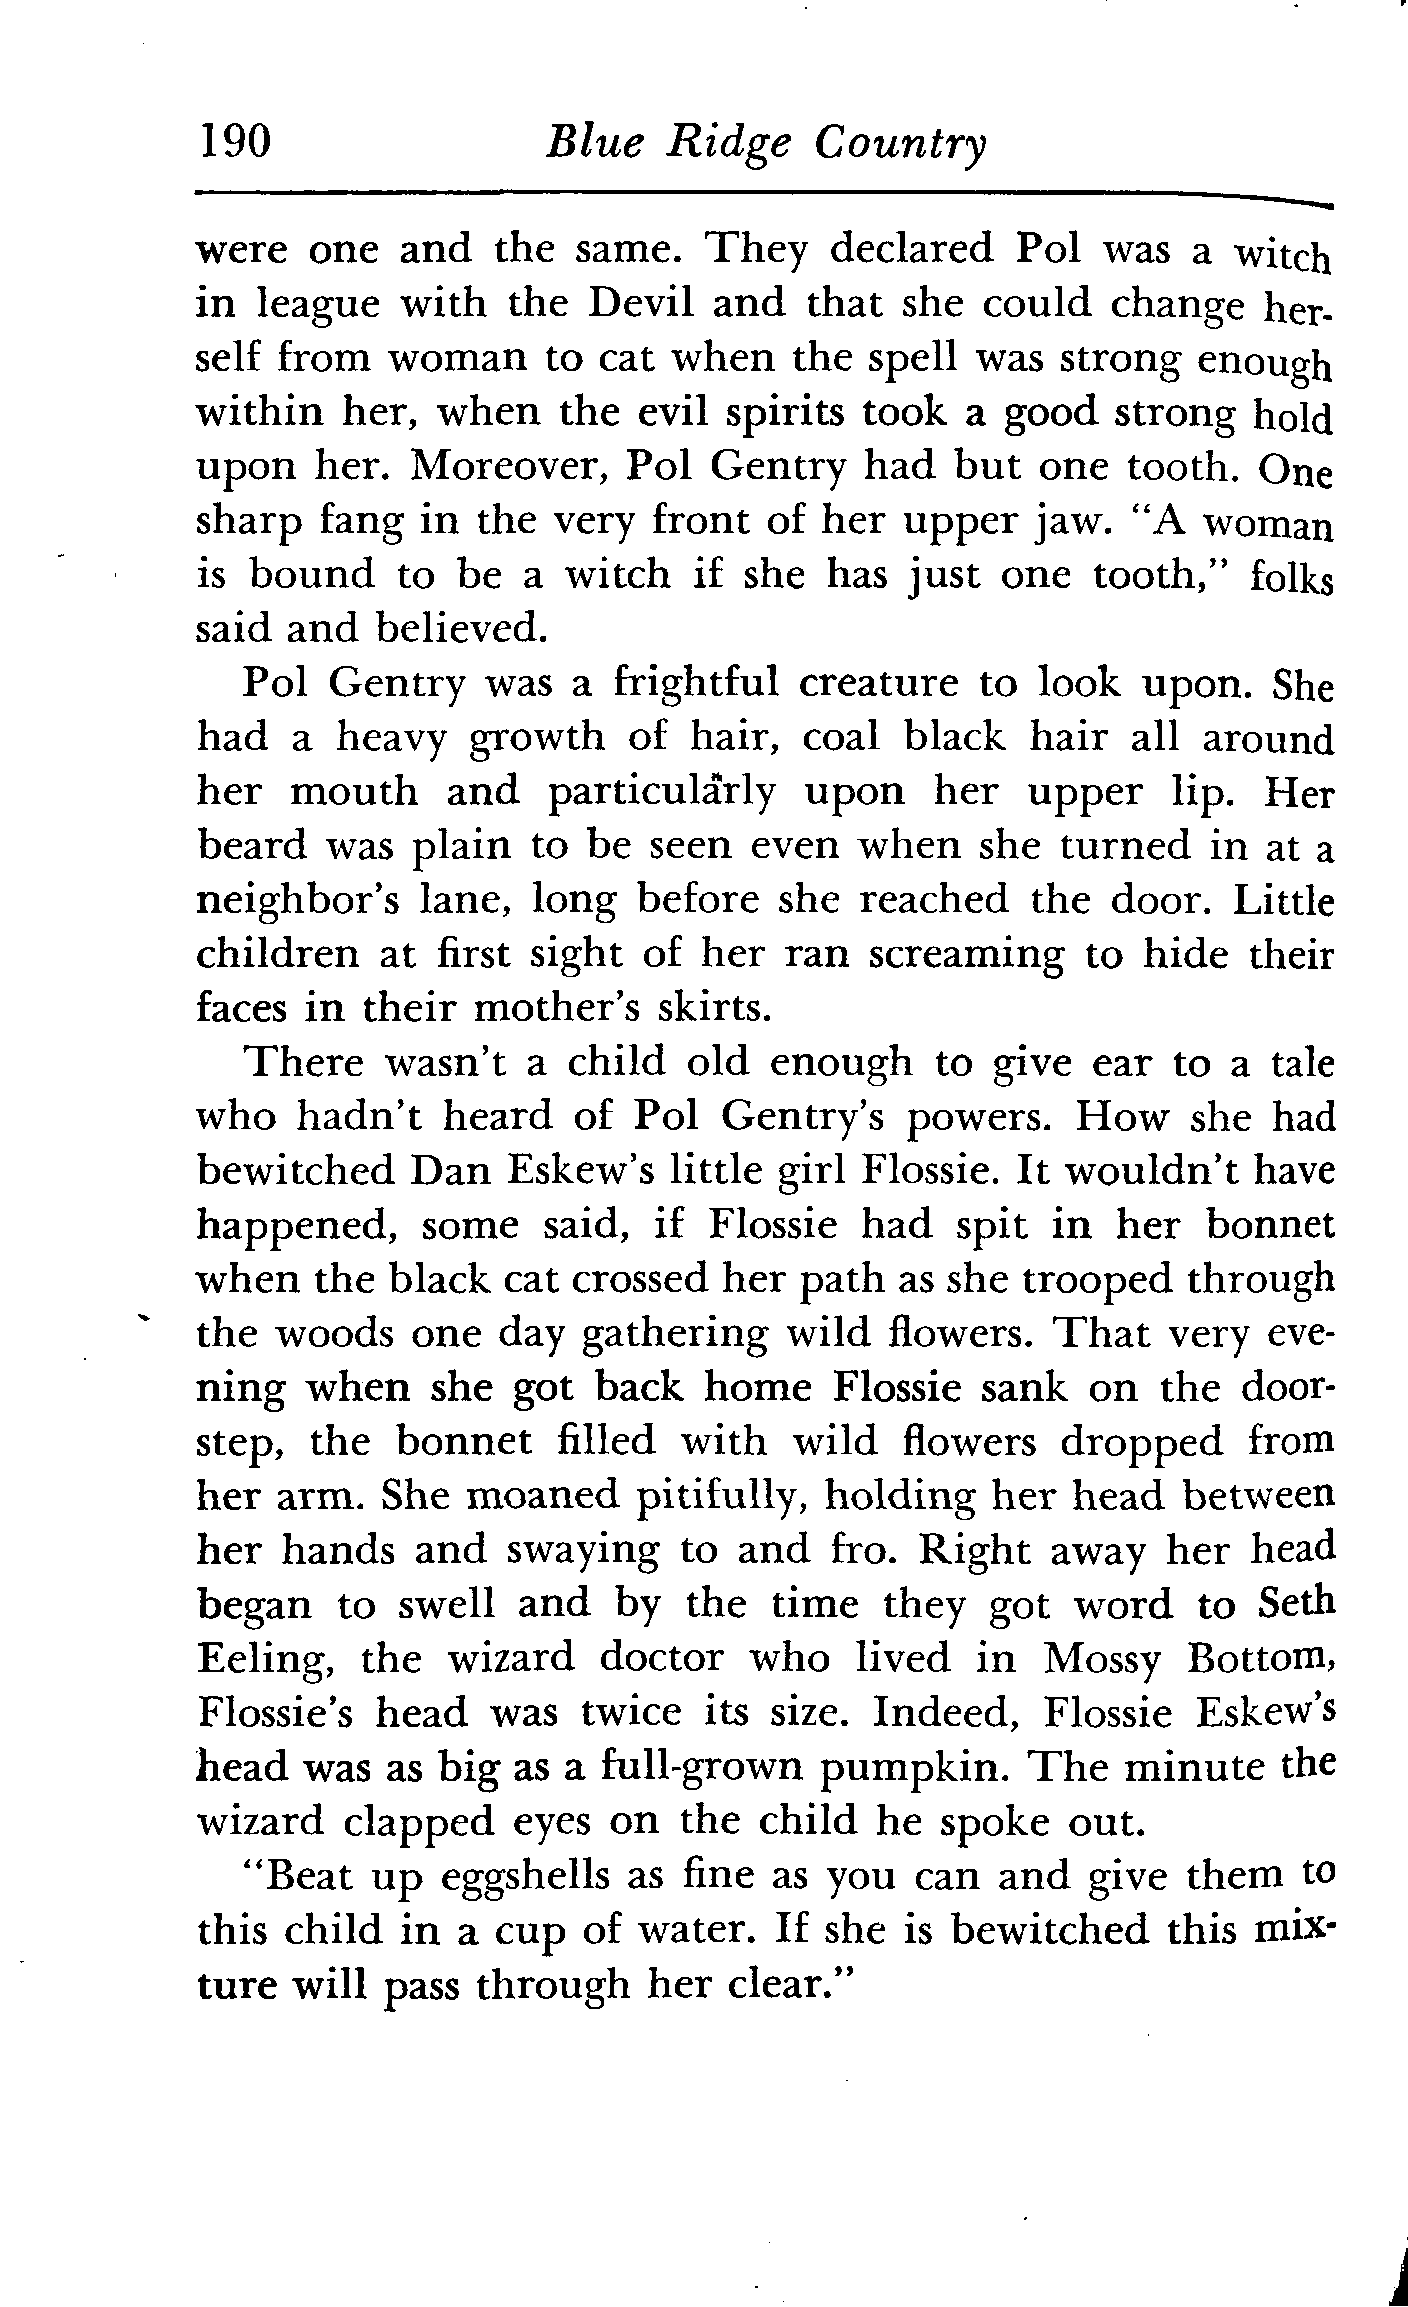 190 Blue Ridge Country
were one and the same. They declared Pol was a witch
in league with the Devil and that she could change her-
self from woman to cat when the spell was strong enough
within her, when the evil spirits took a good strong hold
upon her. Moreover, Pol Gentry had but one tooth. One
sharp fang in the very front of her upper jaw. "A woman
is bound to be a witch if she has just one tooth," folks
said and believed.
Pol Gentry was a frightful creature to look upon. She
had a heavy growth of hair, coal black hair all around
her mouth and particularly upon her upper lip. Her
beard was plain to be seen even when she turned in at a
neighbor's lane, long before she reached the door. Little
children at first sight of her ran screaming to hide their
faces in their mother's skirts.
There wasn't a child old enough to give ear to a tale
who hadn't heard of Pol Gentry's powers. How she had
bewitched Dan Eskew's little girl Flossie. It wouldn't have
happened, some said, if Flossie had spit in her bonnet
when the black cat crossed her path as she trooped through
the woods one day gathering wild flowers. That very eve-
ning when she got back home Flossie sank on the door-
step, the bonnet filled with wild flowers dropped from
her arm. She moaned pitifully, holding her head between
her hands and swaying to and fro. Right away her head
began to swell and by the time they got word to Seth
Eeling, the wizard doctor who lived in Mossy Bottom,
Flossie's head was twice its size. Indeed, Flossie Eskew's
head was as big as a full-grown pumpkin. The minute the
wizard clapped eyes on the child he spoke out.
"Beat up eggshells as fine as you can and give them to
this child in a cup of water. If she is bewitched this mix-
ture will pass through her clear."